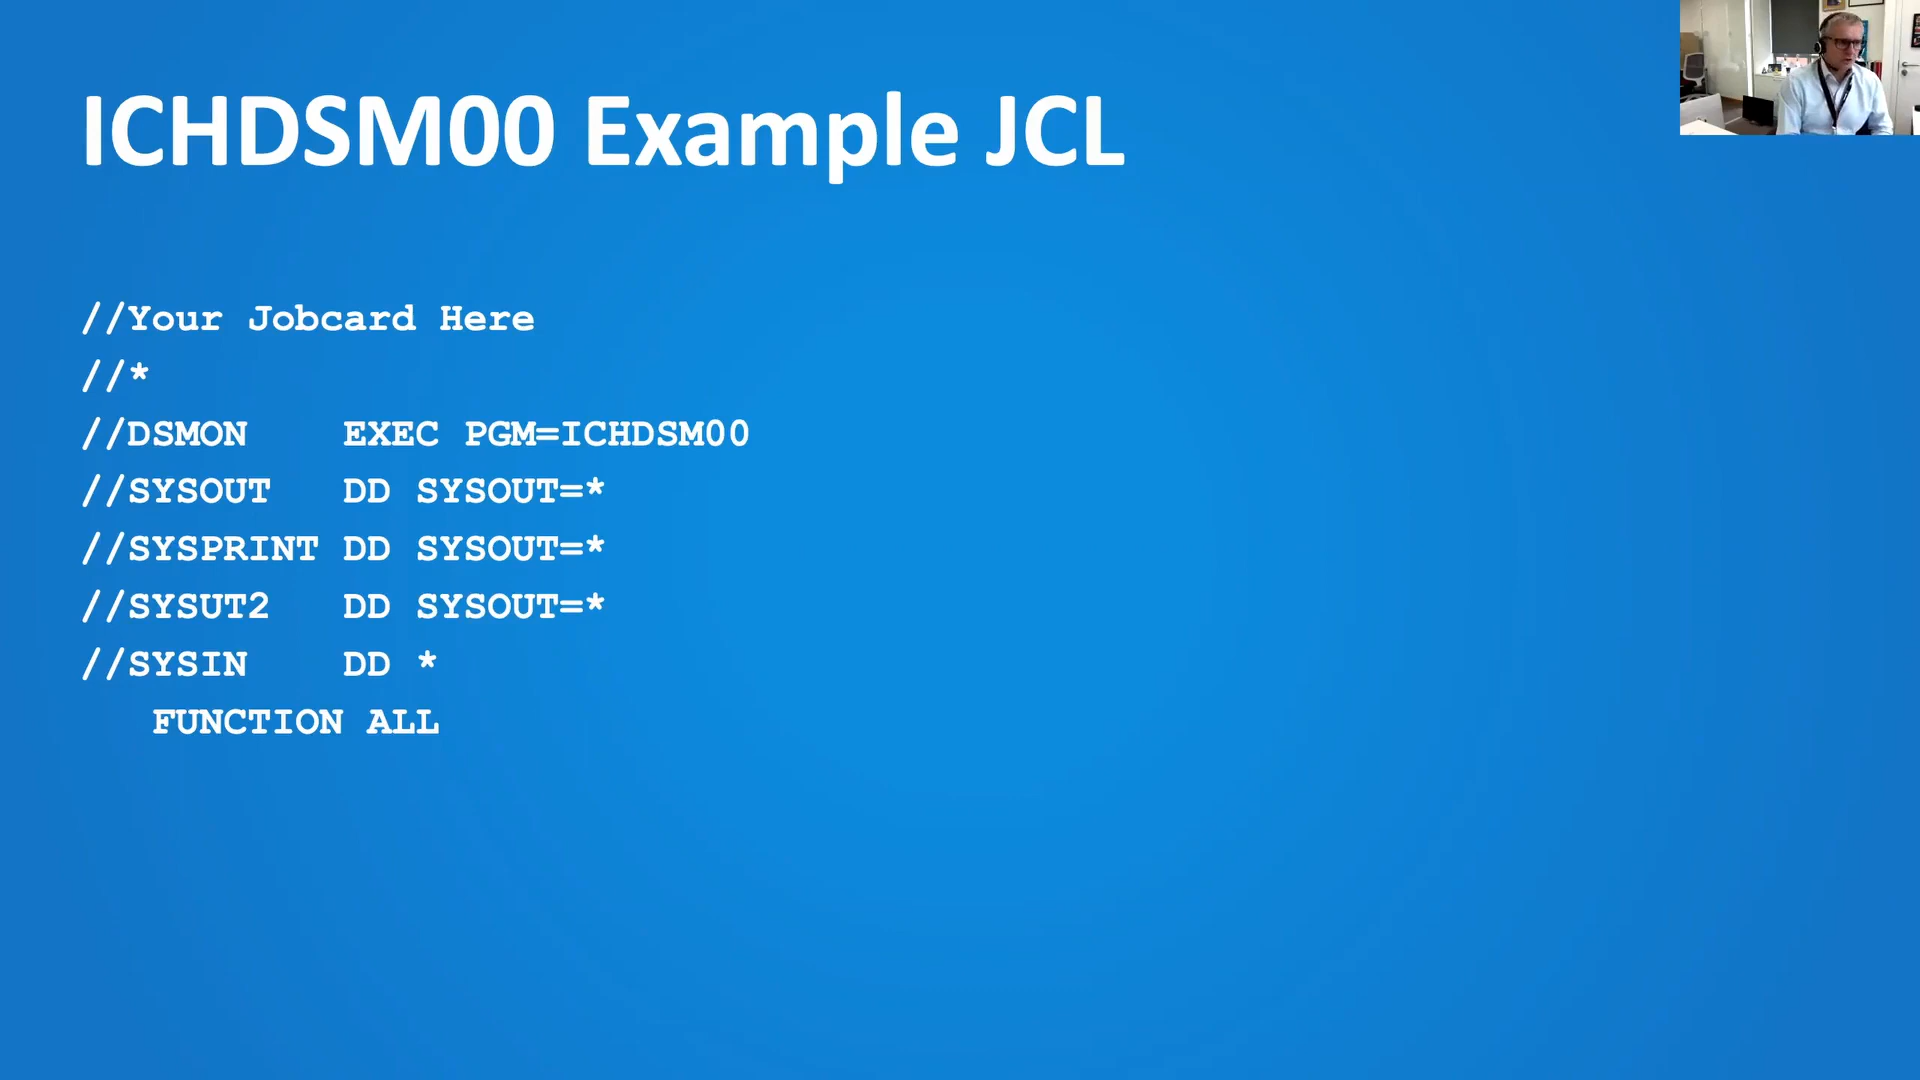 ICHDSM00 Example JCL
//Your Jobcard Here
//*
//DSMON    EXEC PGM=ICHDSM00
//SYSOUT   DD SYSOUT=*
//SYSPRINT DD SYSOUT=*
//SYSUT2   DD SYSOUT=*
//SYSIN    DD *
   FUNCTION ALL